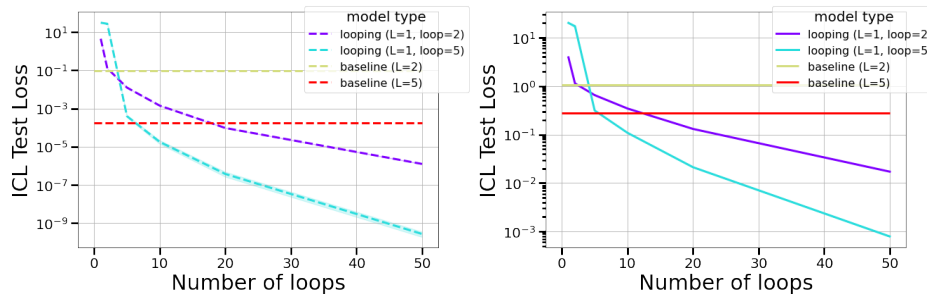 model type
looping (L=1, loop=2)
looping (L=1, loop=5)
baseline (L=2)
baseline (L=5)
ICL Test Loss
10¹
10⁻¹
10⁻³
10⁻⁵
10⁻⁷
10⁻⁹
0 10 20 30 40 50
Number of loops
model type
looping (L=1, loop=2
looping (L=1, loop=5
baseline (L=2)
baseline (L=5)
ICL Test Loss
10¹
10⁰
10⁻¹
10⁻²
10⁻³
0 10 20 30 40 50
Number of loops